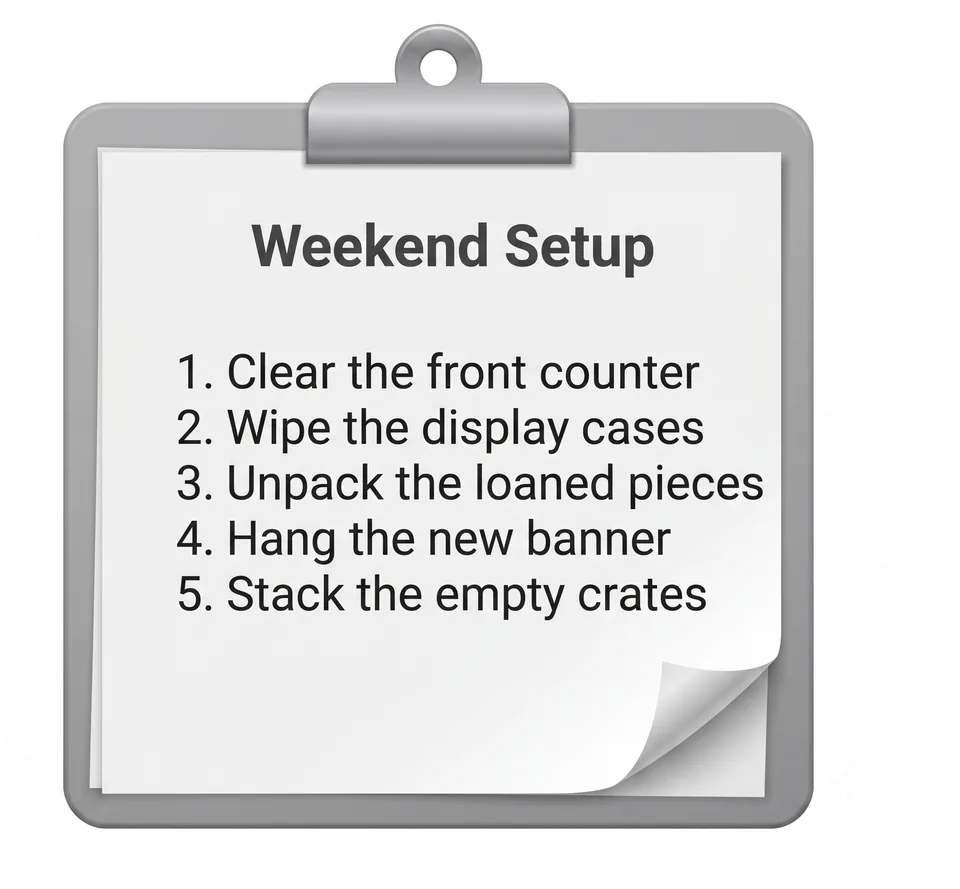 Weekend Setup
1. Clear the front counter
2. Wipe the display cases
3. Unpack the loaned pieces
4. Hang the new banner
5. Stack the empty crates